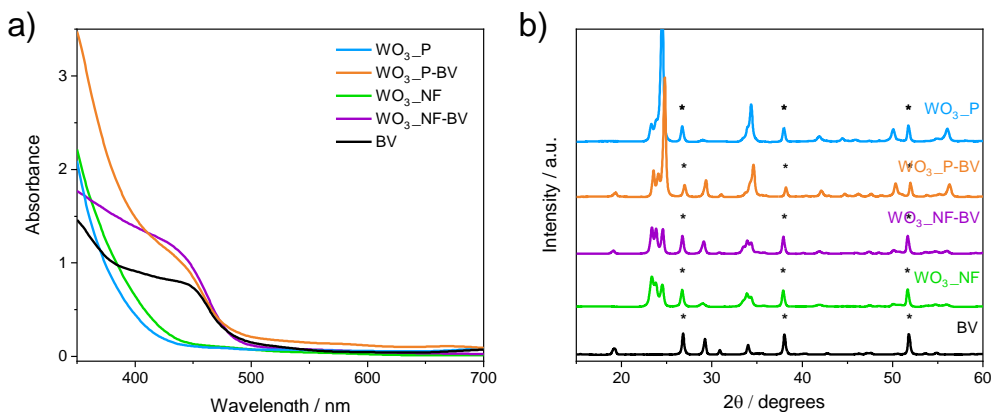 a)
Absorbance
3
2
1
0
400
500
600
700
Wavelength / nm
WO₃_P
WO₃_P-BV
WO₃_NF
WO₃_NF-BV
BV
b)
Intensity / a.u.
* * *
WO₃_P
* * *
WO₃_P-BV
* * *
WO₃_NF-BV
* * *
WO₃_NF
* * *
BV
20
30
40
50
60
2θ / degrees